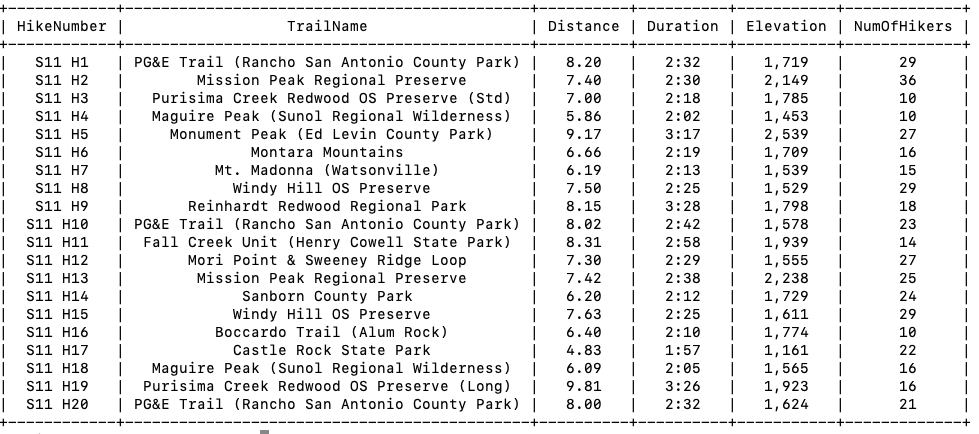 +------------+----------------------------------------------+----------+----------+-----------+-------------+
| HikeNumber | TrailName | Distance | Duration | Elevation | NumOfHikers |
+------------+----------------------------------------------+----------+----------+-----------+-------------+
| S11 H1 | PG&E Trail (Rancho San Antonio County Park) | 8.20 | 2:32 | 1,719 | 29 |
| S11 H2 | Mission Peak Regional Preserve | 7.40 | 2:30 | 2,149 | 36 |
| S11 H3 | Purisima Creek Redwood OS Preserve (Std) | 7.00 | 2:18 | 1,785 | 10 |
| S11 H4 | Maguire Peak (Sunol Regional Wilderness) | 5.86 | 2:02 | 1,453 | 10 |
| S11 H5 | Monument Peak (Ed Levin County Park) | 9.17 | 3:17 | 2,539 | 27 |
| S11 H6 | Montara Mountains | 6.66 | 2:19 | 1,709 | 16 |
| S11 H7 | Mt. Madonna (Watsonville) | 6.19 | 2:13 | 1,539 | 15 |
| S11 H8 | Windy Hill OS Preserve | 7.50 | 2:25 | 1,529 | 29 |
| S11 H9 | Reinhardt Redwood Regional Park | 8.15 | 3:28 | 1,798 | 18 |
| S11 H10 | PG&E Trail (Rancho San Antonio County Park) | 8.02 | 2:42 | 1,578 | 23 |
| S11 H11 | Fall Creek Unit (Henry Cowell State Park) | 8.31 | 2:58 | 1,939 | 14 |
| S11 H12 | Mori Point & Sweeney Ridge Loop | 7.30 | 2:29 | 1,555 | 27 |
| S11 H13 | Mission Peak Regional Preserve | 7.42 | 2:38 | 2,238 | 25 |
| S11 H14 | Sanborn County Park | 6.20 | 2:12 | 1,729 | 24 |
| S11 H15 | Windy Hill OS Preserve | 7.63 | 2:25 | 1,611 | 29 |
| S11 H16 | Boccardo Trail (Alum Rock) | 6.40 | 2:10 | 1,774 | 10 |
| S11 H17 | Castle Rock State Park | 4.83 | 1:57 | 1,161 | 22 |
| S11 H18 | Maguire Peak (Sunol Regional Wilderness) | 6.09 | 2:05 | 1,565 | 16 |
| S11 H19 | Purisima Creek Redwood OS Preserve (Long) | 9.81 | 3:26 | 1,923 | 16 |
| S11 H20 | PG&E Trail (Rancho San Antonio County Park) | 8.00 | 2:32 | 1,624 | 21 |
+------------+----------------------------------------------+----------+----------+-----------+-------------+